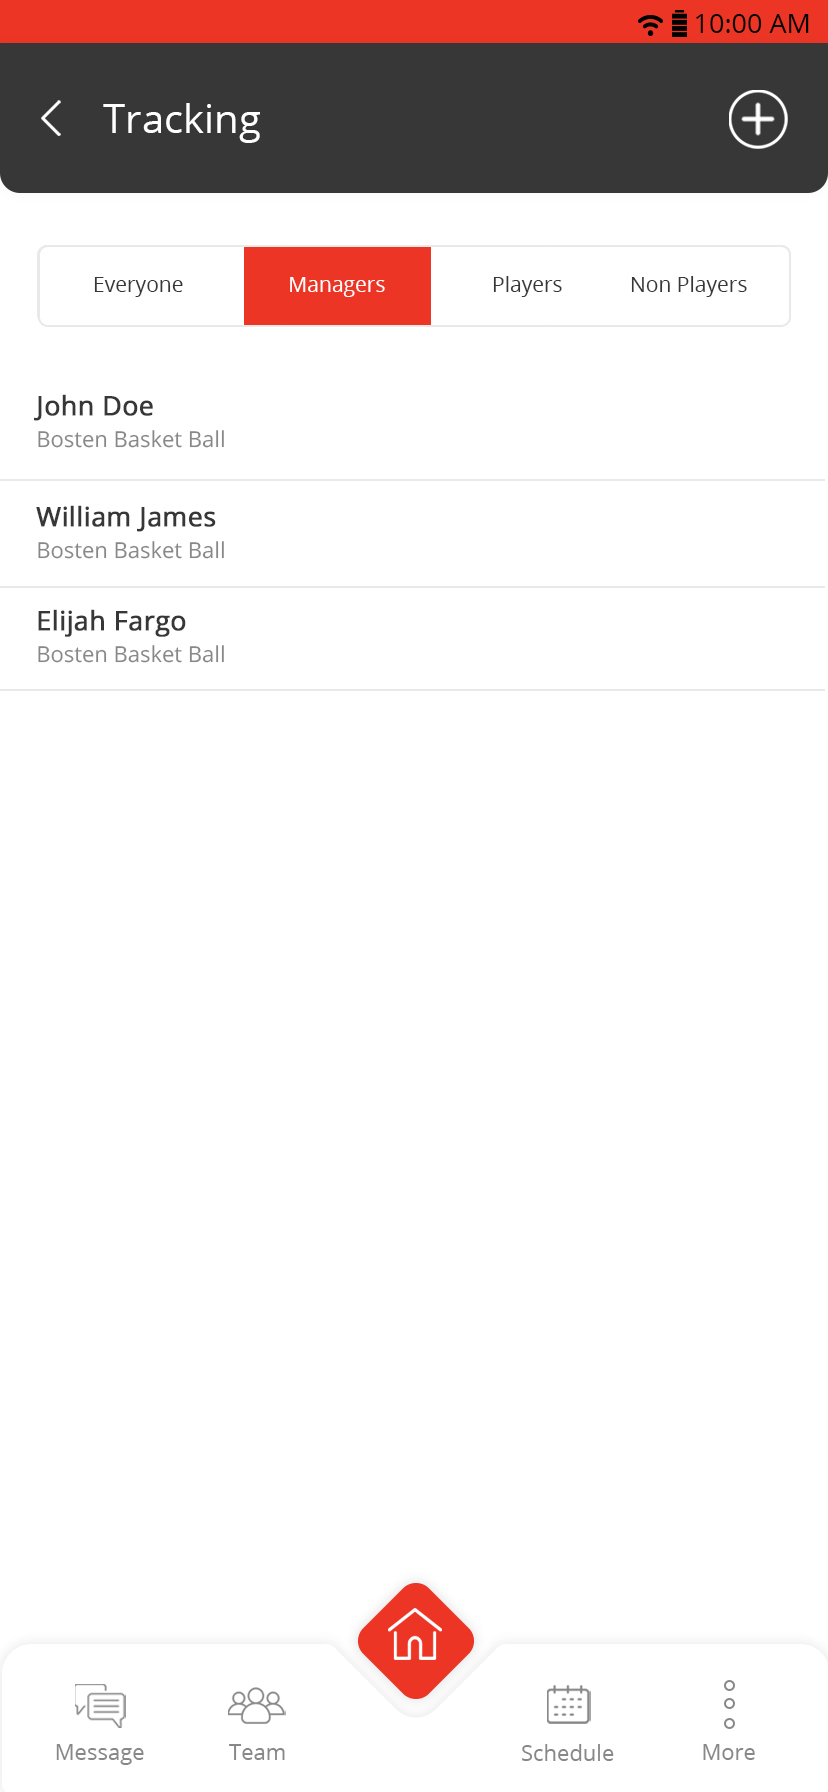 10:00 AM
Tracking
Everyone Managers Players Non Players
John Doe
Bosten Basket Ball
William James
Bosten Basket Ball
Elijah Fargo
Bosten Basket Ball
Message Team Schedule More